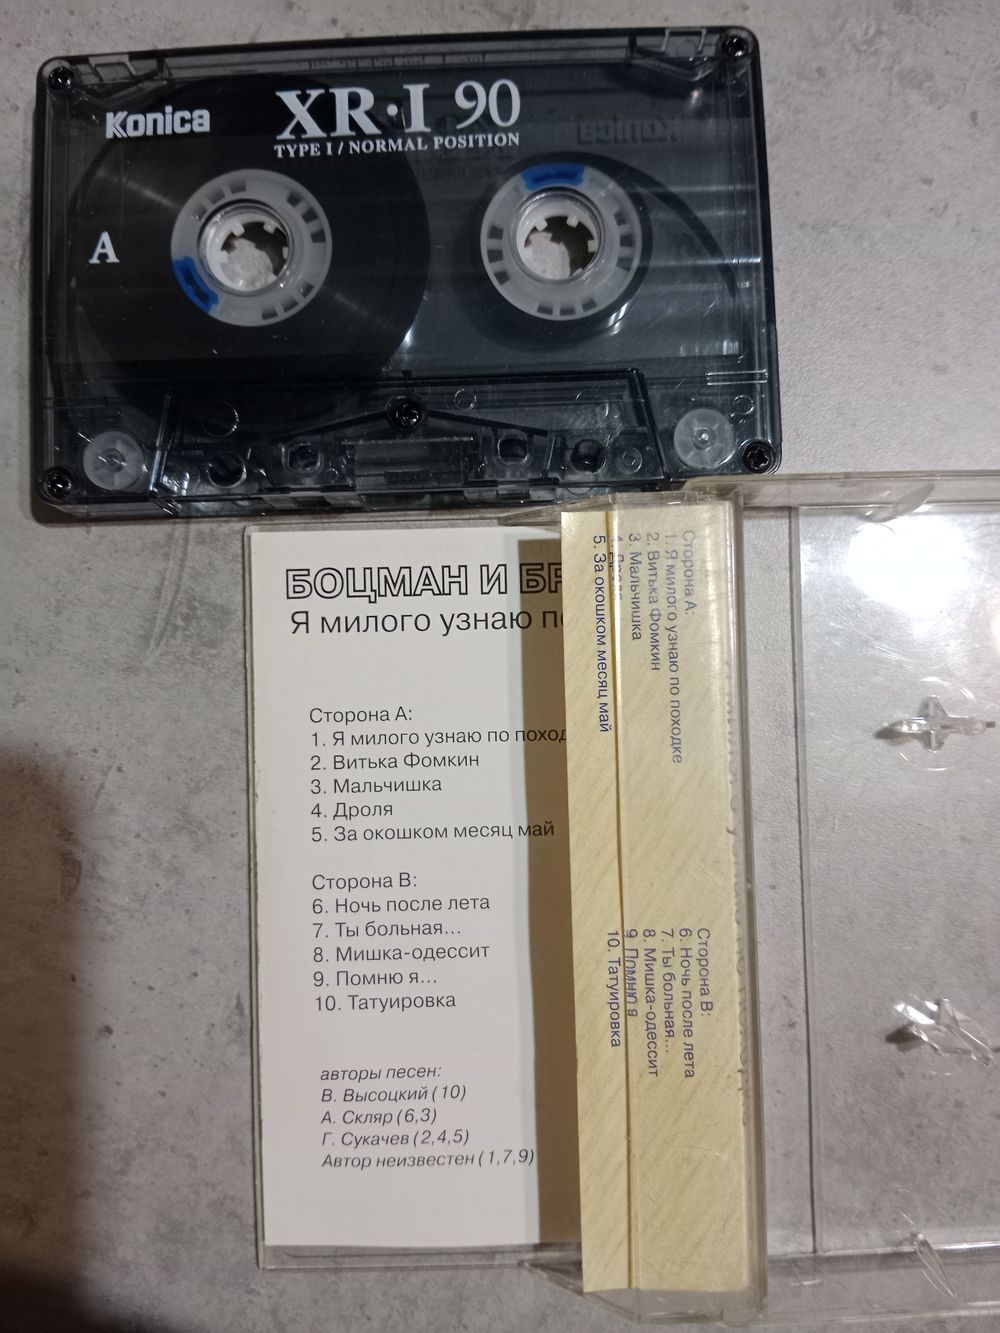 Konica
XR·I 90
TYPE I / NORMAL POSITION
A
БОЦМАН И
Я милого узнаю
Сторона А:
1. Я милого узнаю по
2. Витька Фомкин
3. Мальчишка
4. Дроля
5. За окошком месяц май
Сторона В:
6. Ночь после лета
7. Ты больная...
8. Мишка-одессит
9. Помню я...
10. Татуировка
авторы песен:
В. Высоцкий (10)
А. Скляр (6,3)
Г. Сукачев (2,4,5)
Автор неизвестен (1,7,9)
Сторона А:
1. Я милого узнаю по походке
2. Витька Фомкин
3. Мальчишка
4. Дроля
5. За окошком месяц май
Сторона В:
6. Ночь после лета
7. Ты больная...
8. Мишка-одессит
9. Помню я
10. Татуировка